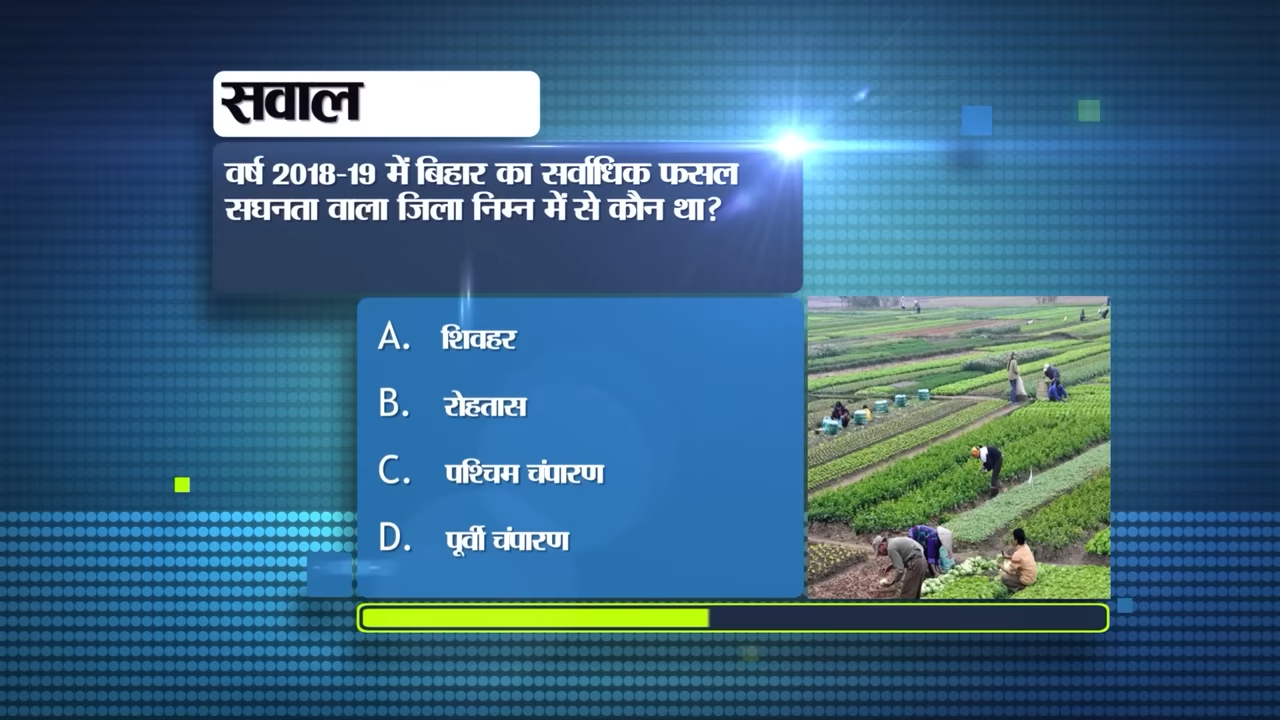 सवाल
वर्ष 2018-19 में बिहार का सर्वाधिक फसल
सघनता वाला जिला निम्न में से कौन था?
A. शिवहर
B. रोहतास
C. पश्चिम चंपारण
D. पूर्वी चंपारण